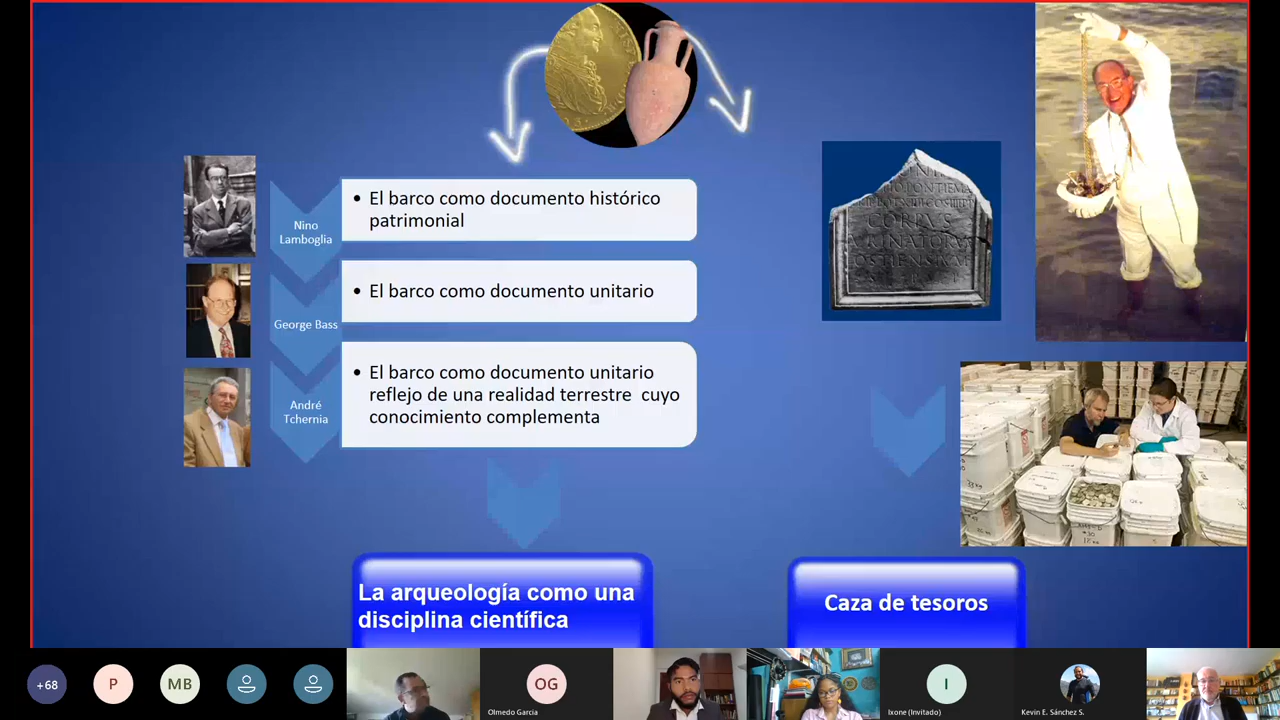 El barco como documento histórico
patrimonial
Nino
Lamboglia
El barco como documento unitario
George Bass
El barco como documento unitario
reflejo de una realidad terrestre cuyo
conocimiento complementa
André
Tchernia
CORPVS
La arqueología como una
disciplina científica
Caza de tesoros
+68
P
MB
OG
Olmedo Garcia
I
Ixone (Invitado)
Kevin E. Sánchez S.